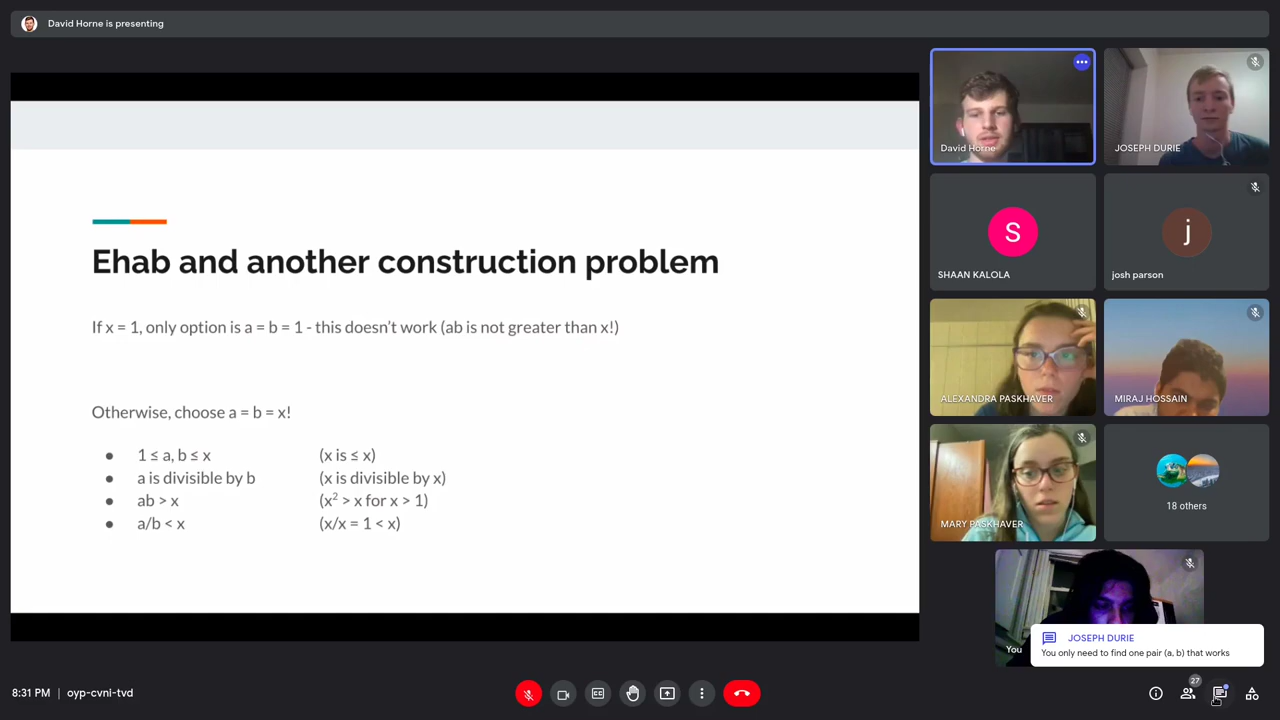 David Horne is presenting
Ehab and another construction problem
If x = 1, only option is a = b = 1 - this doesn't work (ab is not greater than x!)
Otherwise, choose a = b = x!
● 1 ≤ a, b ≤ x (x is ≤ x)
● a is divisible by b (x is divisible by x)
● ab > x (x² > x for x > 1)
● a/b < x (x/x = 1 < x)
David Horne
JOSEPH DURIE
S
SHAAN KALOLA
j
josh parson
ALEXANDRA PASKHAVER
MIRAJ HOSSAIN
MARY PASKHAVER
18 others
You
JOSEPH DURIE
You only need to find one pair (a, b) that works
8:31 PM | oyp-cvni-tvd
27